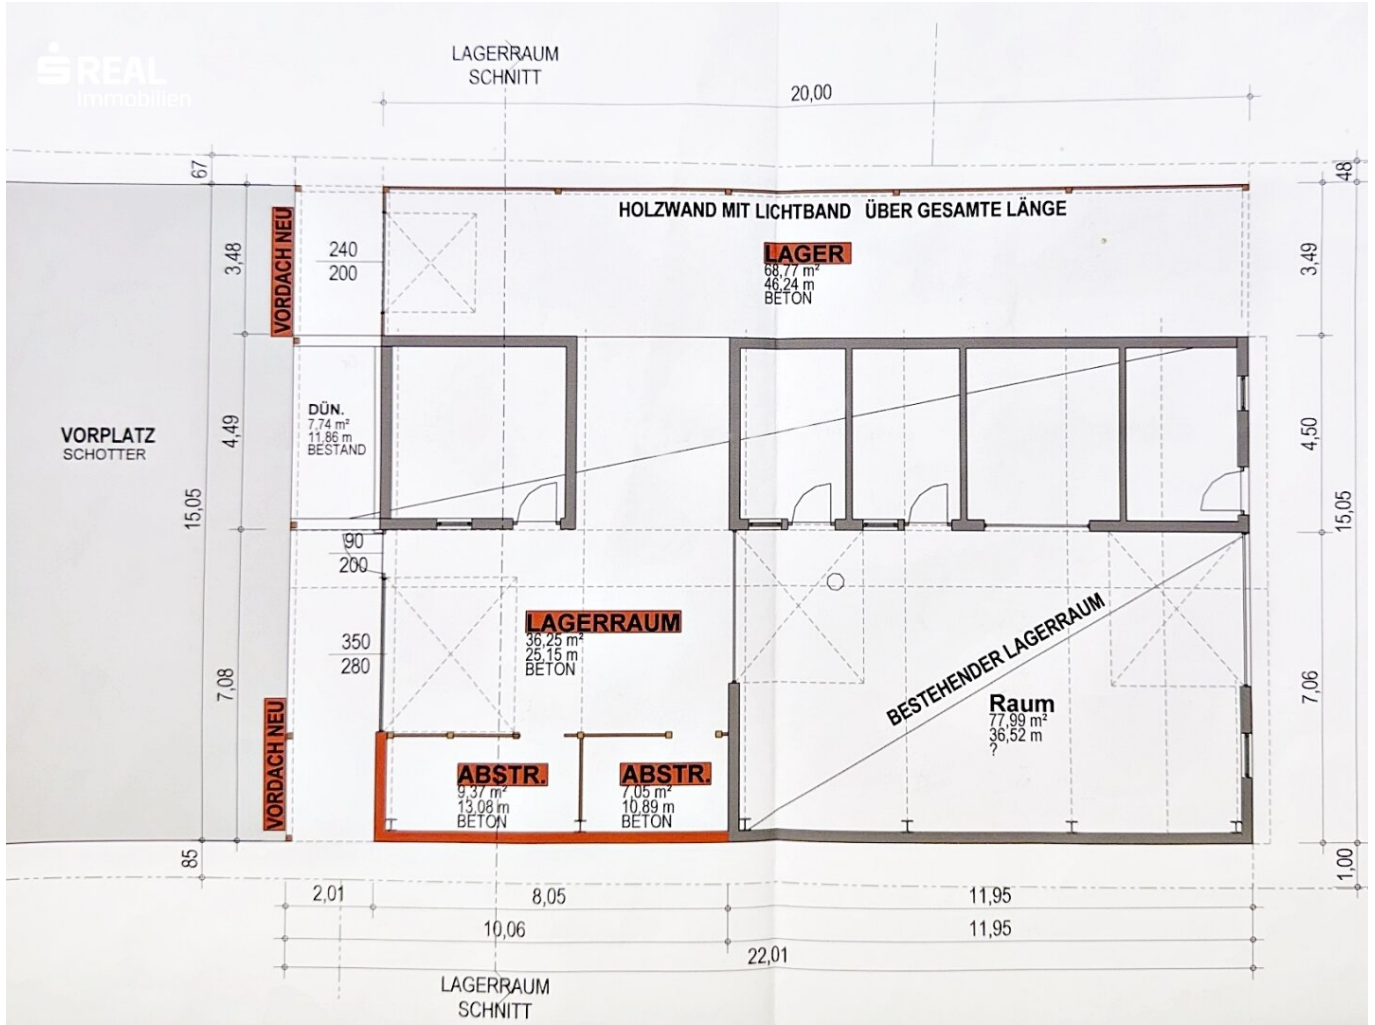 S REAL
Immobilien
LAGERRAUM
SCHNITT
20,00
67
48
HOLZWAND MIT LICHTBAND ÜBER GESAMTE LÄNGE
VORDACH NEU
3,48
240
200
LAGER
68,77 m²
46,24 m
BETON
3,49
VORPLATZ
SCHOTTER
4,49
DÜN.
7,74 m²
11,86 m
BESTAND
4,50
15,05
15,05
90
200
LAGERRAUM
36,25 m²
25,15 m
BETON
350
280
BESTEHENDER LAGERRAUM
7,08
7,06
Raum
77,99 m²
36,52 m
?
VORDACH NEU
ABSTR.
9,37 m²
13,08 m
BETON
ABSTR.
7,05 m²
10,89 m
BETON
85
1,00
2,01
8,05
11,95
10,06
11,95
22,01
LAGERRAUM
SCHNITT